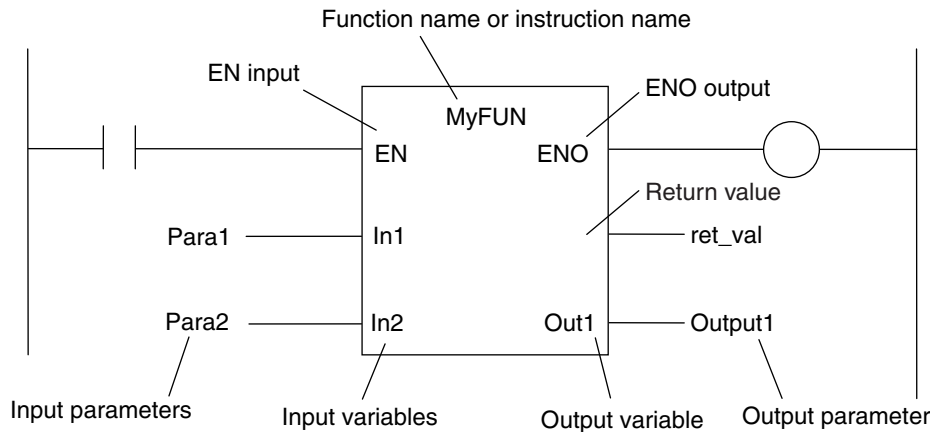 Function name or instruction name
EN input
ENO output
MyFUN
EN
ENO
Return value
Para1
In1
ret_val
Para2
In2
Out1
Output1
Input parameters
Input variables
Output variable
Output parameter